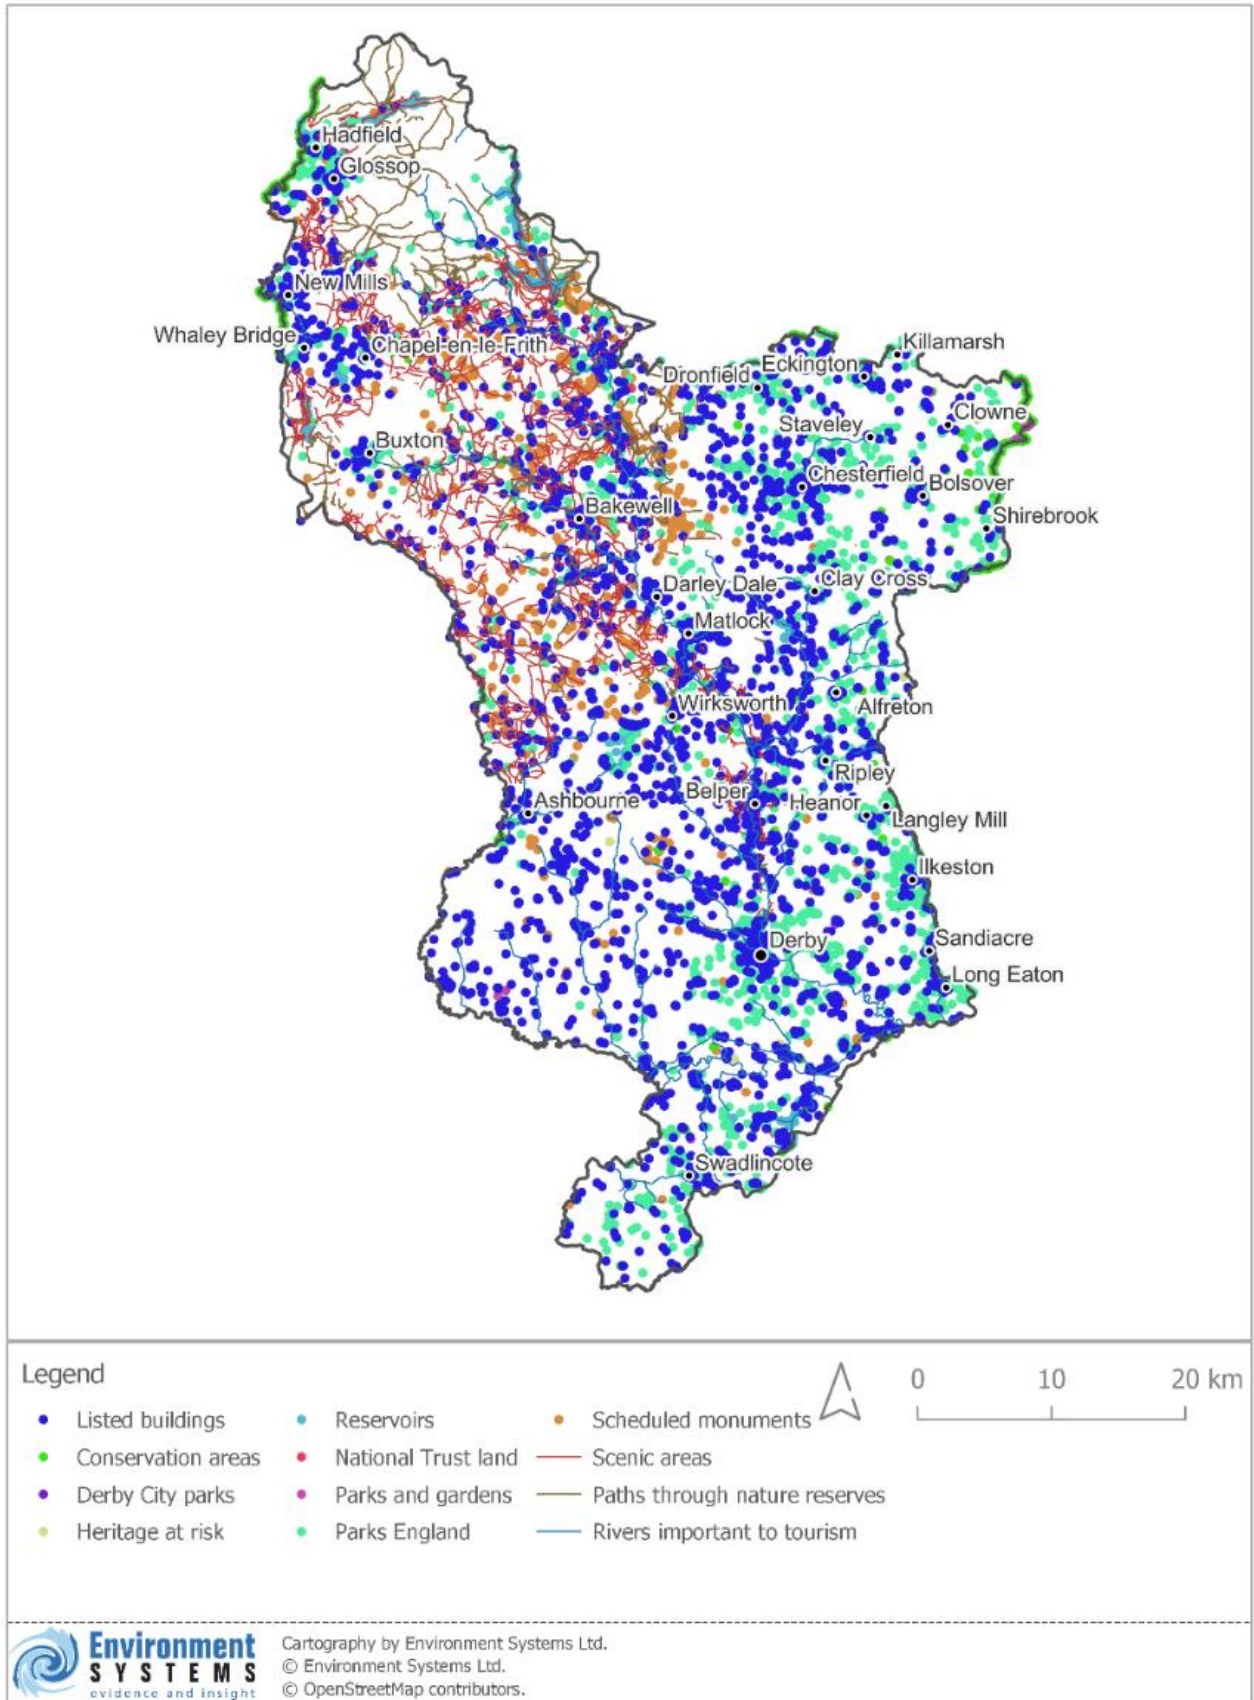 Hadfield
Glossop
New Mills
Whaley Bridge
Chapel-en-le-Frith
Killamarsh
Dronfield Eckington
Clowne
Staveley
Buxton
Chesterfield
Bolsover
Bakewell
Shirebrook
Darley Dale
Clay Cross
Matlock
Wirksworth
Alfreton
Ripley
Ashbourne
Belper
Heanor
Langley Mill
Ilkeston
Derby
Sandiacre
Long Eaton
Swadlincote
Legend
Listed buildings
Conservation areas
Derby City parks
Heritage at risk
Reservoirs
National Trust land
Parks and gardens
Parks England
Scheduled monuments
Scenic areas
Paths through nature reserves
Rivers important to tourism
0 10 20 km
Environment
SYSTEMS
evidence and insight
Cartography by Environment Systems Ltd.
© Environment Systems Ltd.
© OpenStreetMap contributors.